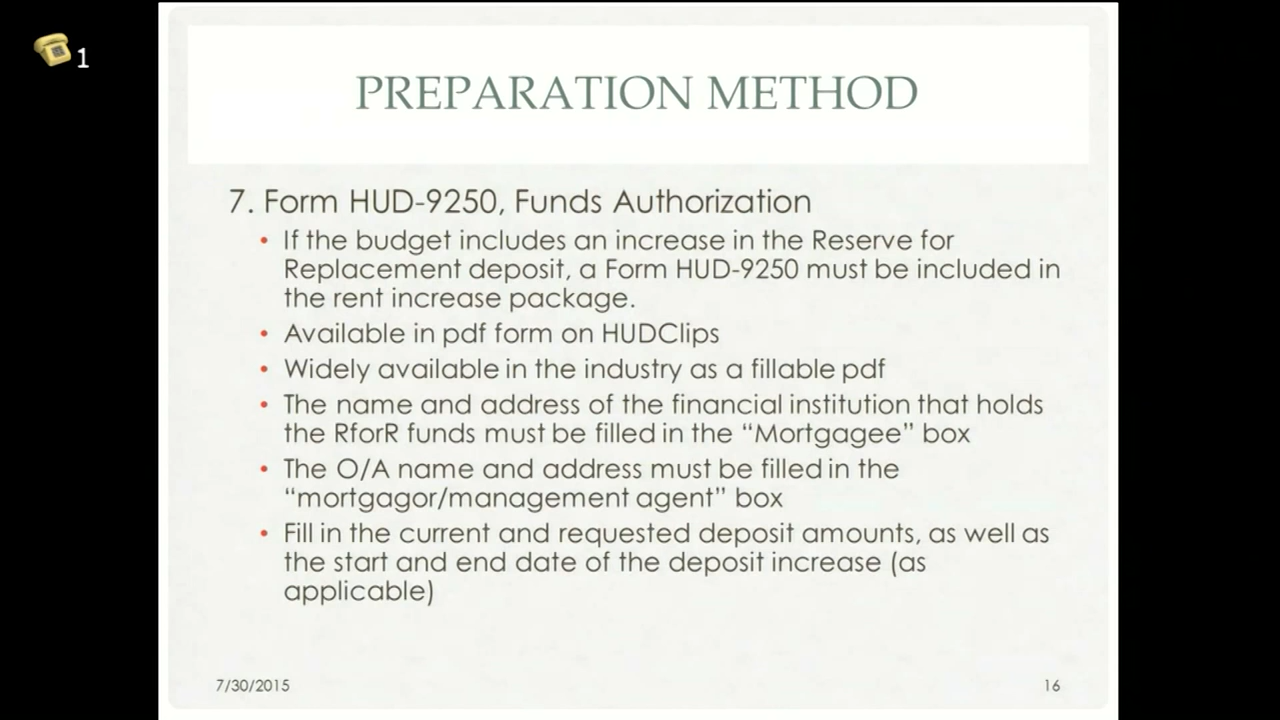 1
PREPARATION METHOD
7. Form HUD-9250, Funds Authorization
• If the budget includes an increase in the Reserve for
Replacement deposit, a Form HUD-9250 must be included in
the rent increase package.
• Available in pdf form on HUDClips
• Widely available in the industry as a fillable pdf
• The name and address of the financial institution that holds
the RforR funds must be filled in the “Mortgagee” box
• The O/A name and address must be filled in the
“mortgagor/management agent” box
• Fill in the current and requested deposit amounts, as well as
the start and end date of the deposit increase (as
applicable)
7/30/2015
16